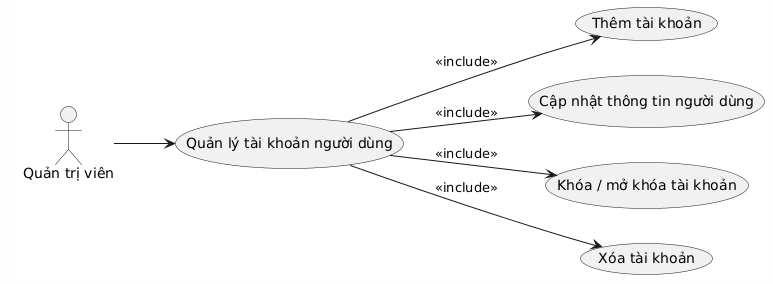 Thêm tài khoản
«include»
Cập nhật thông tin người dùng
«include»
Quản lý tài khoản người dùng
«include»
Quản trị viên
Khóa / mở khóa tài khoản
«include»
Xóa tài khoản